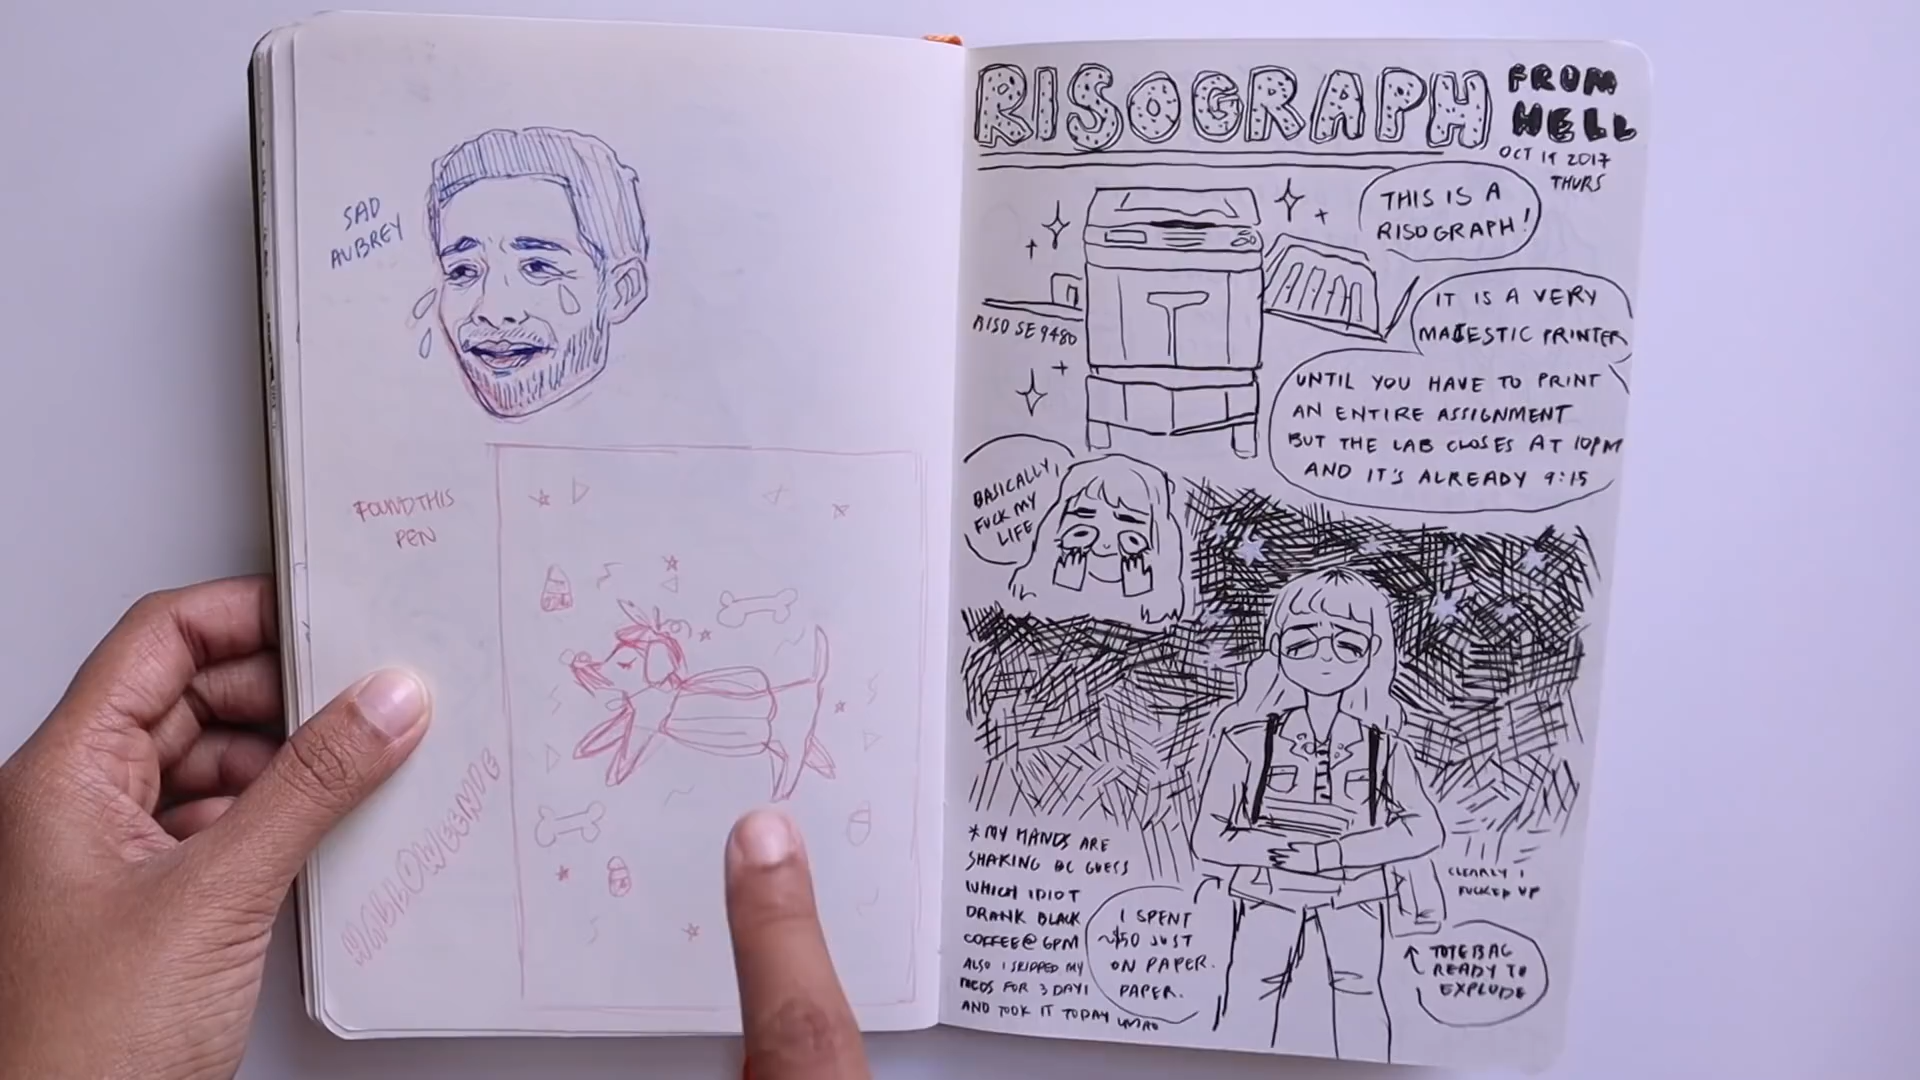 SAD
AUBREY
FOUND THIS
PEN
RISOGRAPH
FROM
HELL
OCT 19 2017
THURS
THIS IS A
RISOGRAPH!
IT IS A VERY
MAJESTIC PRINTER
RISO SE 9480
UNTIL YOU HAVE TO PRINT
AN ENTIRE ASSIGNMENT
BUT THE LAB CLOSES AT 10PM
AND IT'S ALREADY 9:15
BASICALLY,
FUCK MY
LIFE
*MY HANDS ARE
SHAKING BC GUESS
WHICH IDIOT
DRANK BLACK
COFFEE@6PM
ALSO I SKIPPED MY
MEDS FOR 3 DAYS
AND TOOK IT TODAY LMAO
I SPENT
~$50 JUST
ON PAPER.
PAPER.
CLEARLY I
FUCKED UP
TOTEBAG
READY TO
EXPLODE